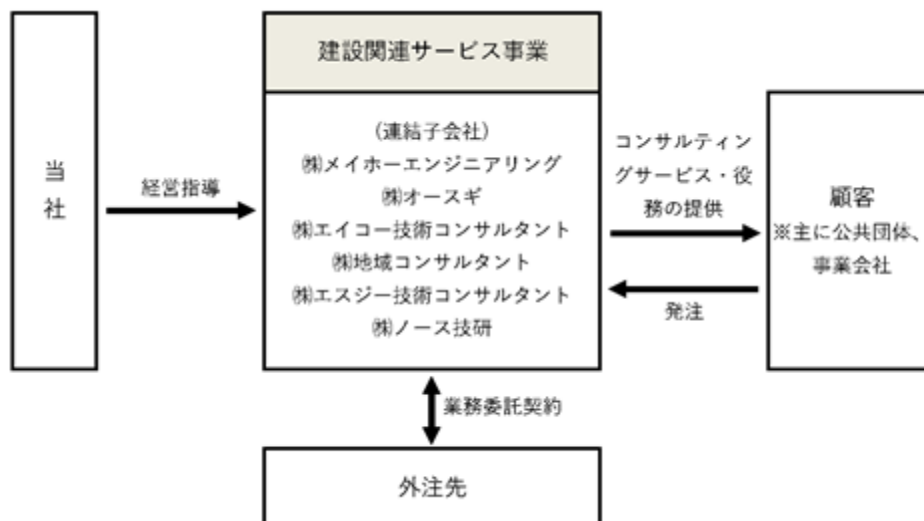 当
社
経営指導
建設関連サービス事業
(連結子会社)
㈱メイホーエンジニアリング
㈱オースギ
㈱エイコー技術コンサルタント
㈱地域コンサルタント
㈱エスジー技術コンサルタント
㈱ノース技研
コンサルティン
グサービス・役
務の提供
発注
顧客
※主に公共団体、
事業会社
業務委託契約
外注先